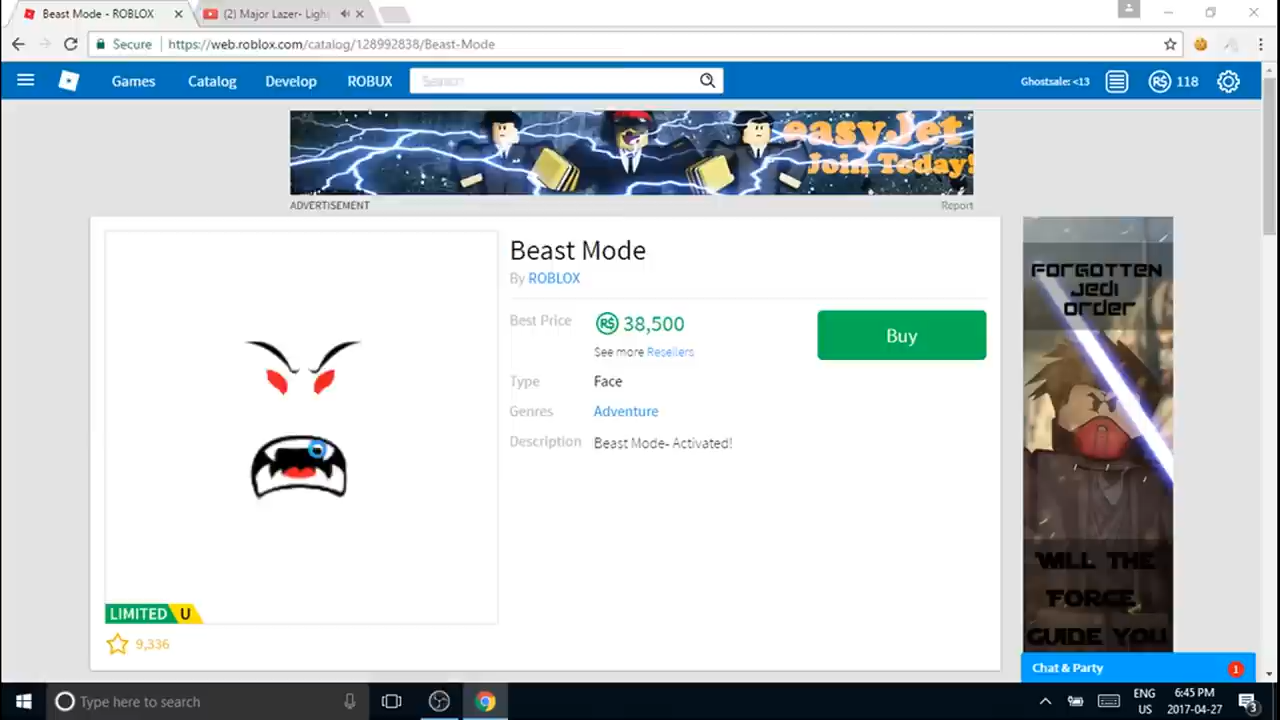 Beast Mode - ROBLOX
(2) Major Lazer- Ligh
Secure
https://web.roblox.com/catalog/128992838/Beast-Mode
Games
Catalog
Develop
ROBUX
Search
Ghostsale: <13
R$ 118
easyJet
Join Today!
ADVERTISEMENT
Report
Beast Mode
By ROBLOX
Best Price
R$ 38,500
Buy
See more Resellers
Type
Face
Genres
Adventure
Description
Beast Mode- Activated!
LIMITED U
9,336
FORGOTTEN
JEDI
ORDER
WILL THE
FORCE
GUIDE YOU
Chat & Party
1
Type here to search
ENG
US
6:45 PM
2017-04-27
3